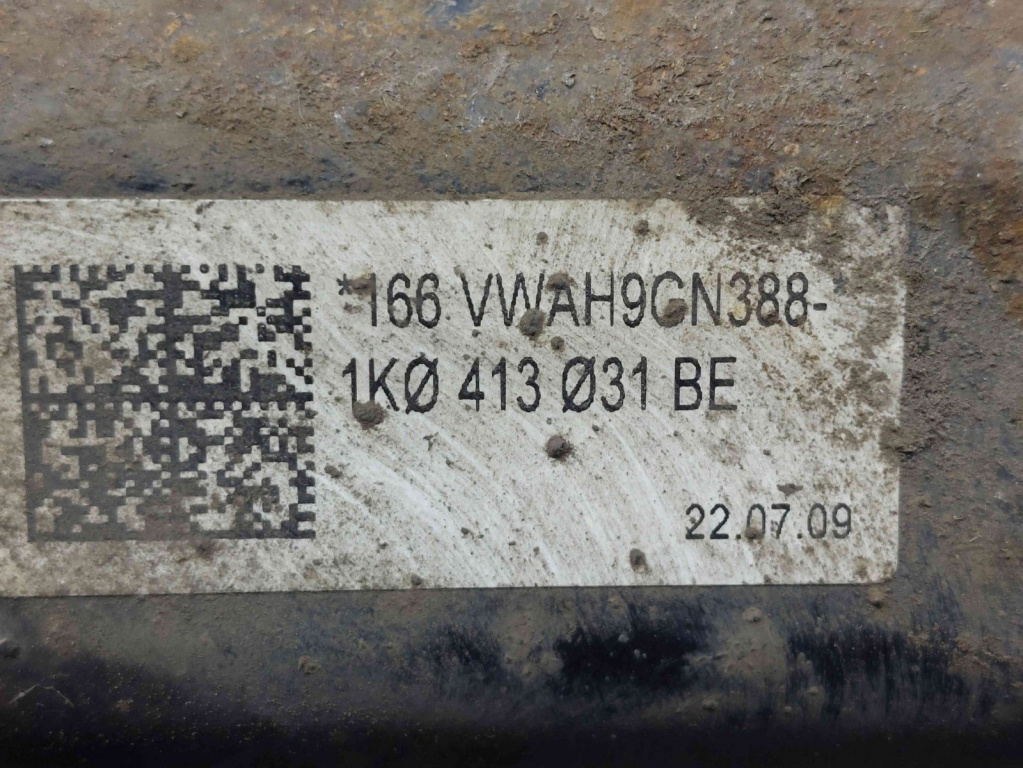 *166 VWAH9GN388-*
1KØ 413 Ø31 BE
22.07.09